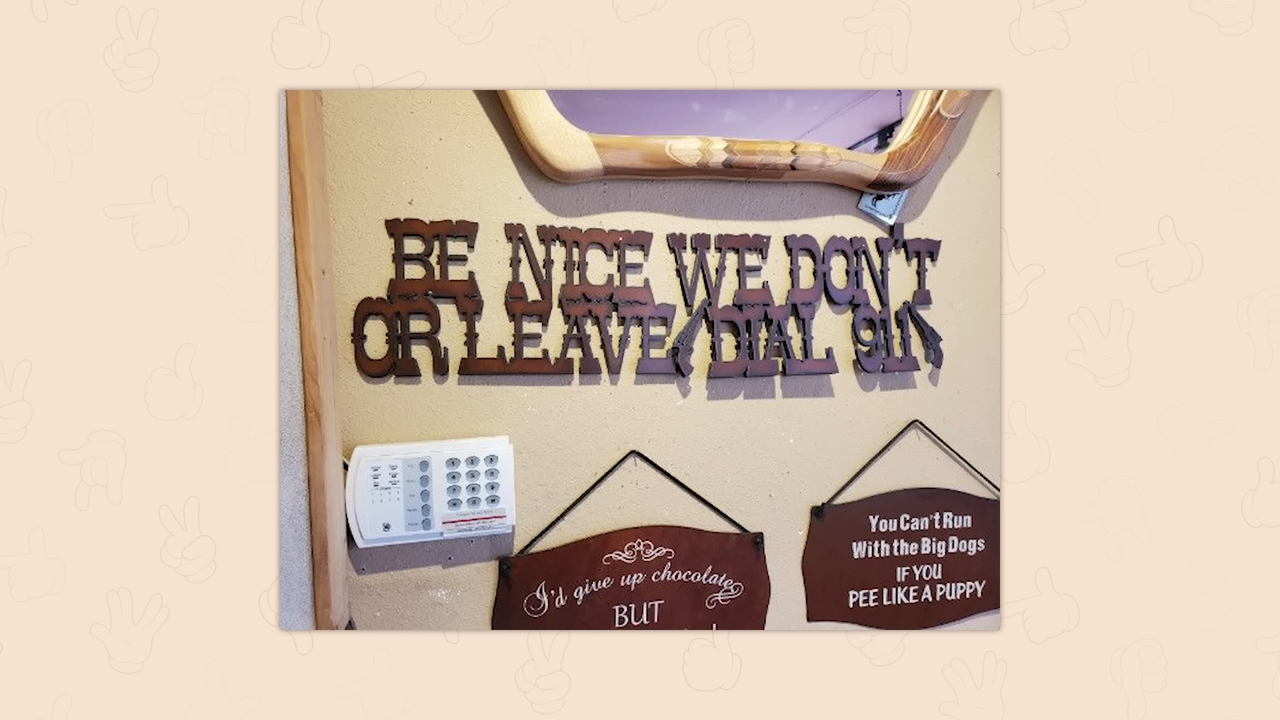 BE NICE WE DON'T
OR LEAVE DIAL 911
I'd give up chocolate
BUT
You Can't Run
With the Big Dogs
IF YOU
PEE LIKE A PUPPY